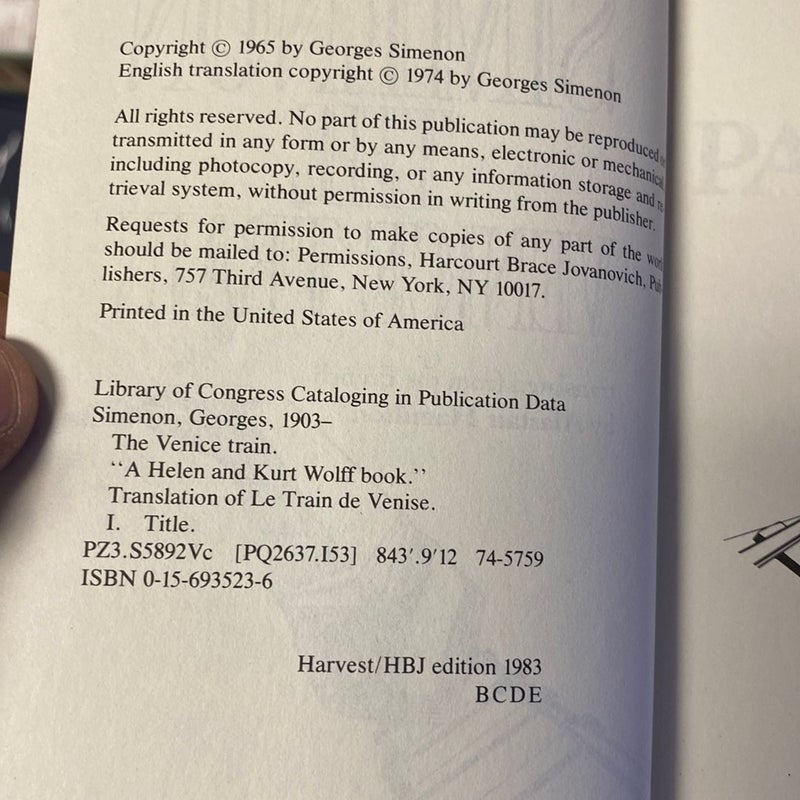 Copyright © 1965 by Georges Simenon
English translation copyright © 1974 by Georges Simenon
All rights reserved. No part of this publication may be reproduced
transmitted in any form or by any means, electronic or mechanical
including photocopy, recording, or any information storage and re
trieval system, without permission in writing from the publisher.
Requests for permission to make copies of any part of the work
should be mailed to: Permissions, Harcourt Brace Jovanovich, Pub
lishers, 757 Third Avenue, New York, NY 10017.
Printed in the United States of America
Library of Congress Cataloging in Publication Data
Simenon, Georges, 1903–
The Venice train.
“A Helen and Kurt Wolff book.”
Translation of Le Train de Venise.
I. Title.
PZ3.S5892Vc [PQ2637.I53] 843′.9′12 74-5759
ISBN 0-15-693523-6
Harvest/HBJ edition 1983
BCDE